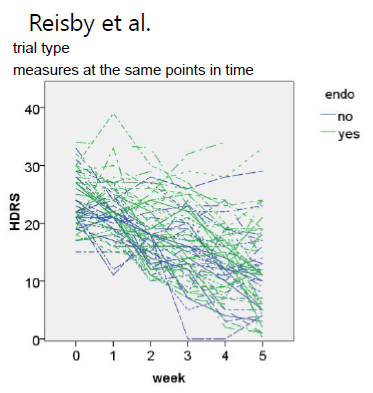 Reisby et al.
trial type
measures at the same points in time
endo
no
yes
40
30
20
10
0
HDRS
0 1 2 3 4 5
week